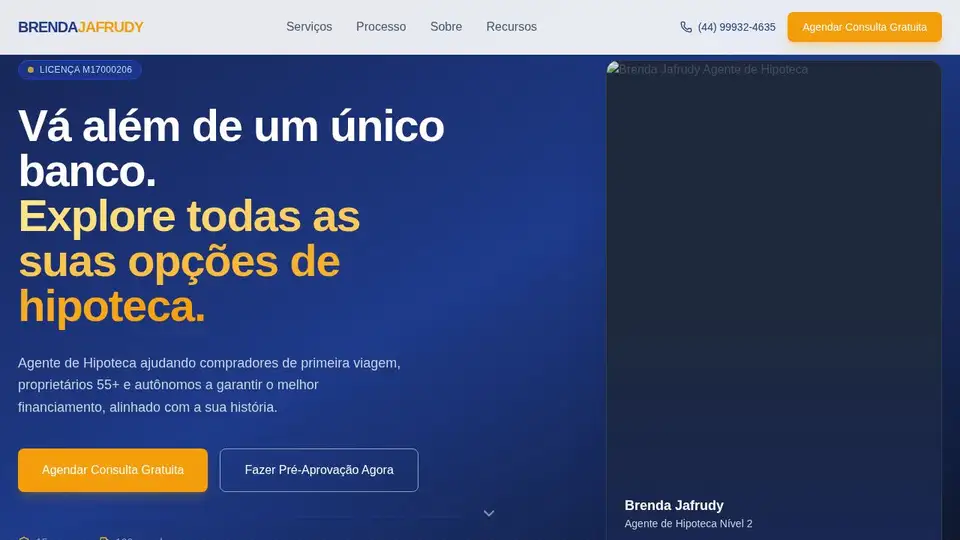 BRENDAJAFRUDY
Serviços
Processo
Sobre
Recursos
(44) 99932-4635
Agendar Consulta Gratuita
LICENÇA M17000206
Vá além de um único
banco.
Explore todas as
suas opções de
hipoteca.
Agente de Hipoteca ajudando compradores de primeira viagem,
proprietários 55+ e autônomos a garantir o melhor
financiamento, alinhado com a sua história.
Agendar Consulta Gratuita
Fazer Pré-Aprovação Agora
Brenda Jafrudy Agente de Hipoteca
Brenda Jafrudy
Agente de Hipoteca Nível 2